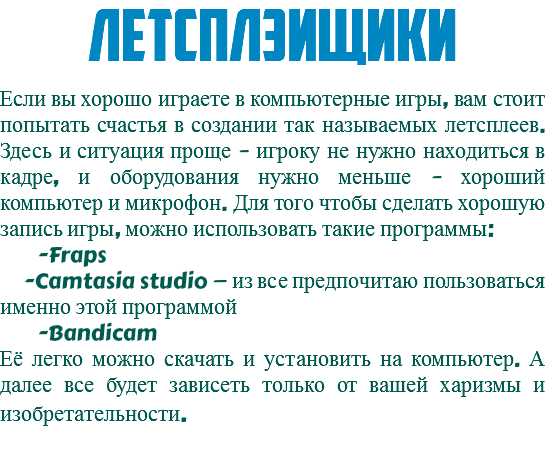 ЛЕТСПЛЭИЩИКИ
Если вы хорошо играете в компьютерные игры, вам стоит
попытать счастья в создании так называемых летсплеев.
Здесь и ситуация проще - игроку не нужно находиться в
кадре, и оборудования нужно меньше - хороший
компьютер и микрофон. Для того чтобы сделать хорошую
запись игры, можно использовать такие программы:
-Fraps
-Camtasia studio – из все предпочитаю пользоваться
именно этой программой
-Bandicam
Её легко можно скачать и установить на компьютер. А
далее все будет зависеть только от вашей харизмы и
изобретательности.